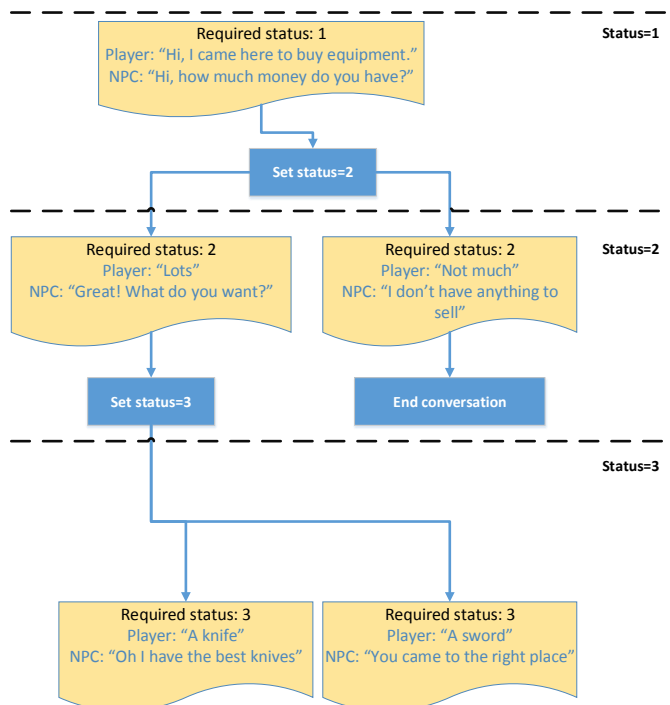 Required status: 1
Status=1
Player: “Hi, I came here to buy equipment.”
NPC: “Hi, how much money do you have?”
Set status=2
Required status: 2
Player: “Lots”
NPC: “Great! What do you want?”
Required status: 2
Player: “Not much”
NPC: “I don’t have anything to
sell”
Status=2
Set status=3
End conversation
Status=3
Required status: 3
Player: “A knife”
NPC: “Oh I have the best knives”
Required status: 3
Player: “A sword”
NPC: “You came to the right place”